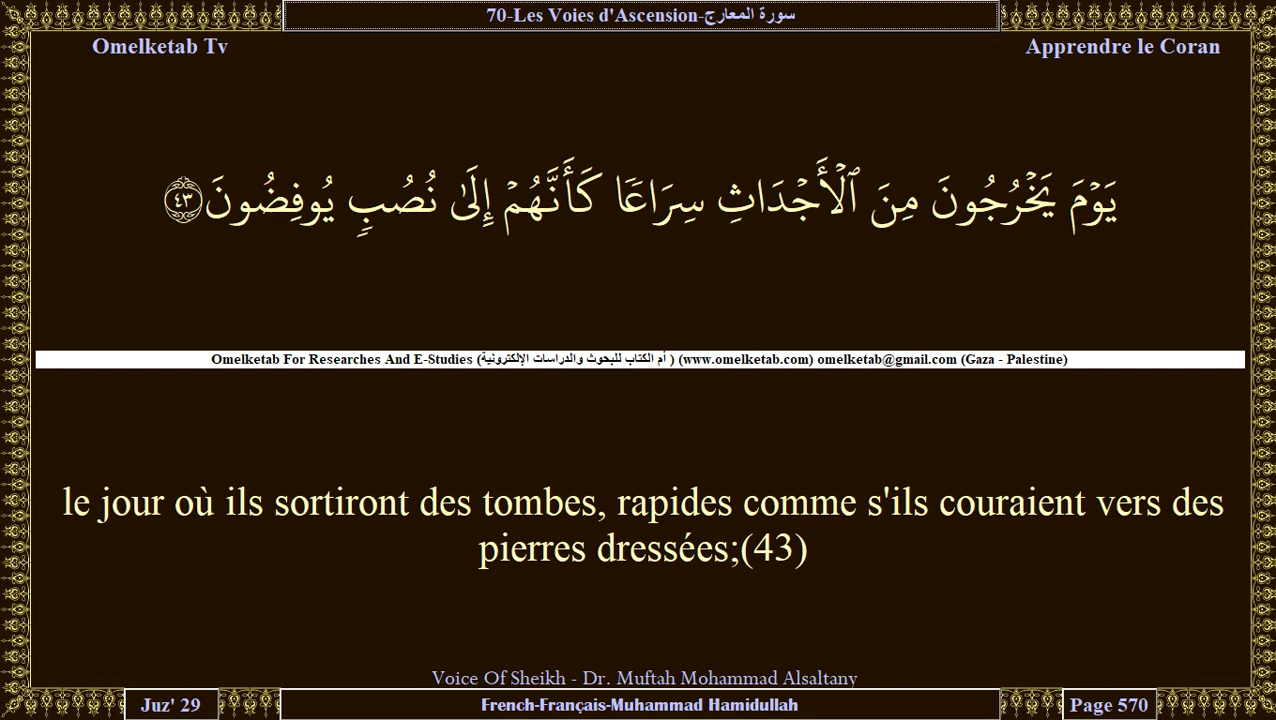 70-Les Voies d'Ascension-سورة المعارج
Omelketab Tv
Apprendre le Coran
يَوۡمَ يَخۡرُجُونَ مِنَ ٱلۡأَجۡدَاثِ سِرَاعٗا كَأَنَّهُمۡ إِلَىٰ نُصُبٖ يُوفِضُونَ ٤٣
Omelketab For Researches And E-Studies (أم الكتاب للبحوث والدراسات الإلكترونية ) (www.omelketab.com) omelketab@gmail.com (Gaza - Palestine)
le jour où ils sortiront des tombes, rapides comme s'ils couraient vers des
pierres dressées;(43)
Voice Of Sheikh - Dr. Muftah Mohammad Alsaltany
Juz' 29
French-Français-Muhammad Hamidullah
Page 570